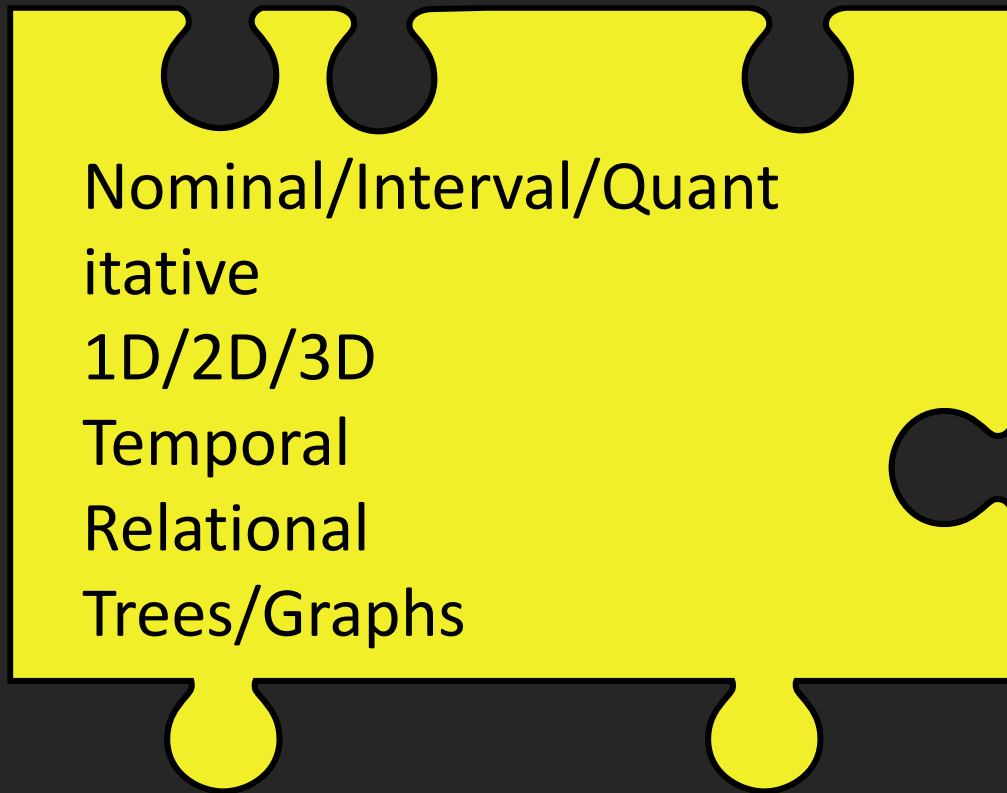 Nominal/Interval/Quant
itative
1D/2D/3D
Temporal
Relational
Trees/Graphs